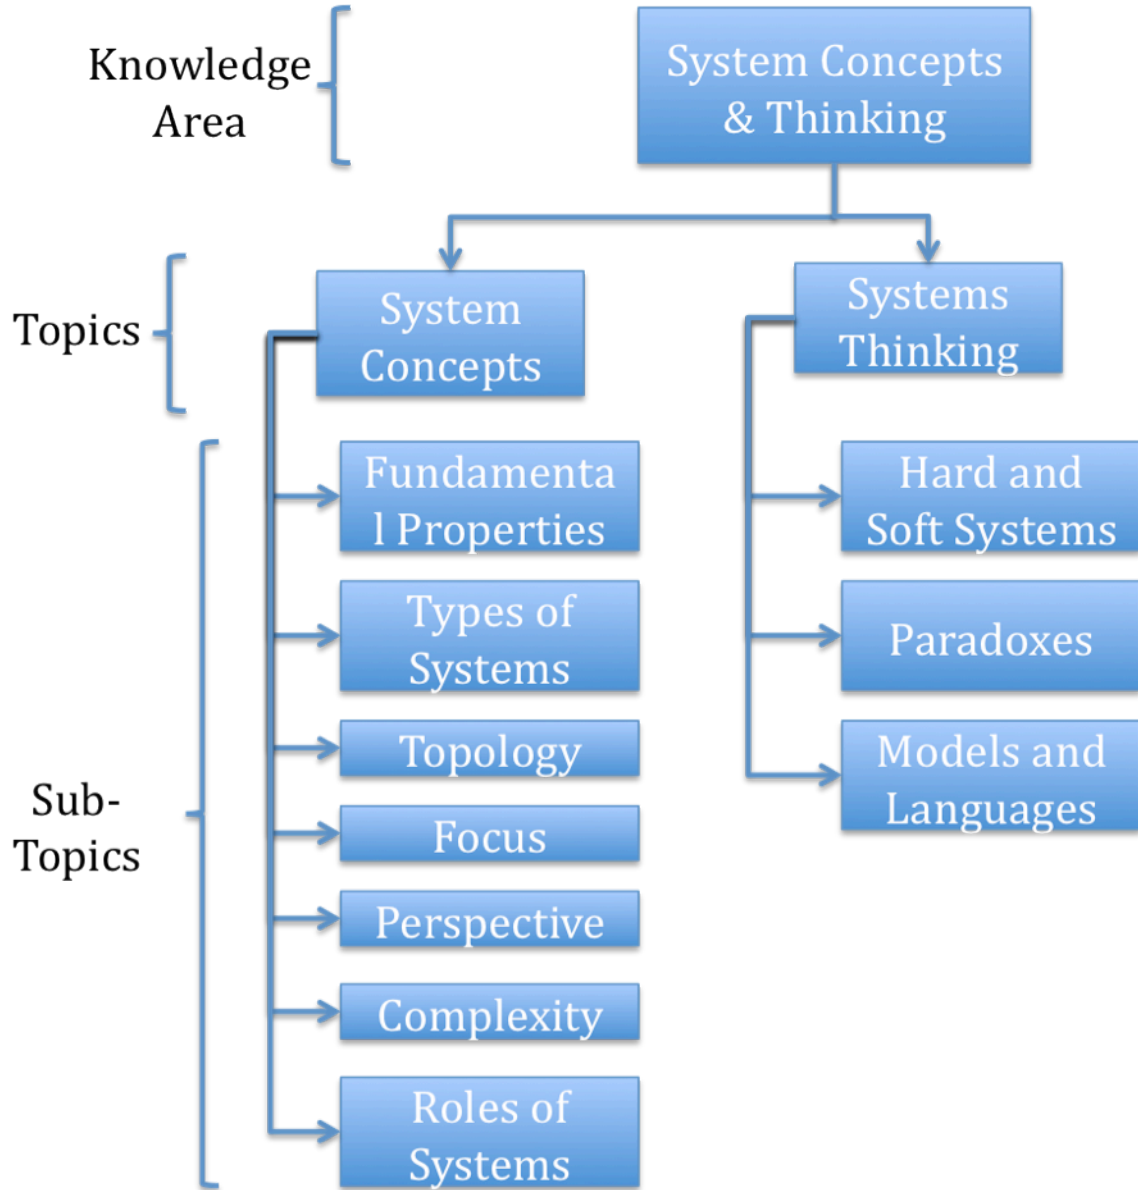 Knowledge
Area
System Concepts
& Thinking
Topics
System
Concepts
Systems
Thinking
Sub-
Topics
Fundamenta
l Properties
Types of
Systems
Topology
Focus
Perspective
Complexity
Roles of
Systems
Hard and
Soft Systems
Paradoxes
Models and
Languages